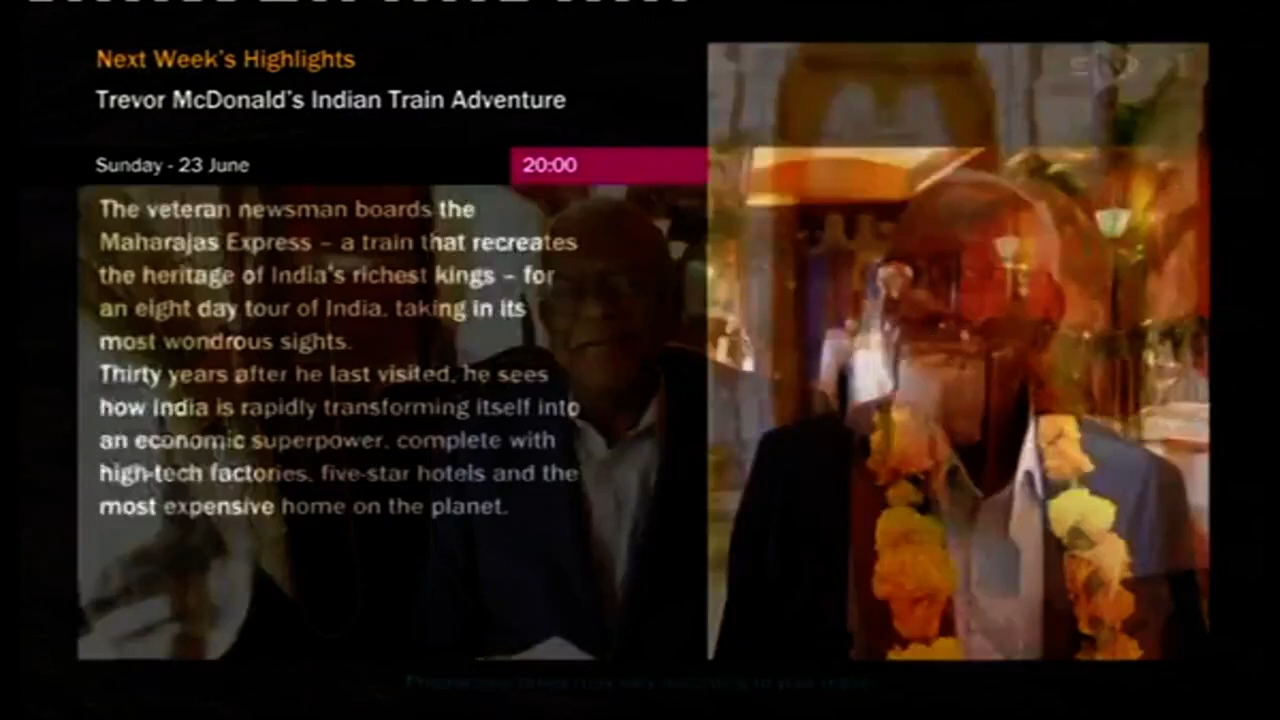 Next Week's Highlights
Trevor McDonald's Indian Train Adventure
Sunday - 23 June
20:00
The veteran newsman boards the
Maharajas Express – a train that recreates
the heritage of India's richest kings – for
an eight day tour of India, taking in its
most wondrous sights.
Thirty years after he last visited, he sees
how India is rapidly transforming itself into
an economic superpower, complete with
high-tech factories, five-star hotels and the
most expensive home on the planet.